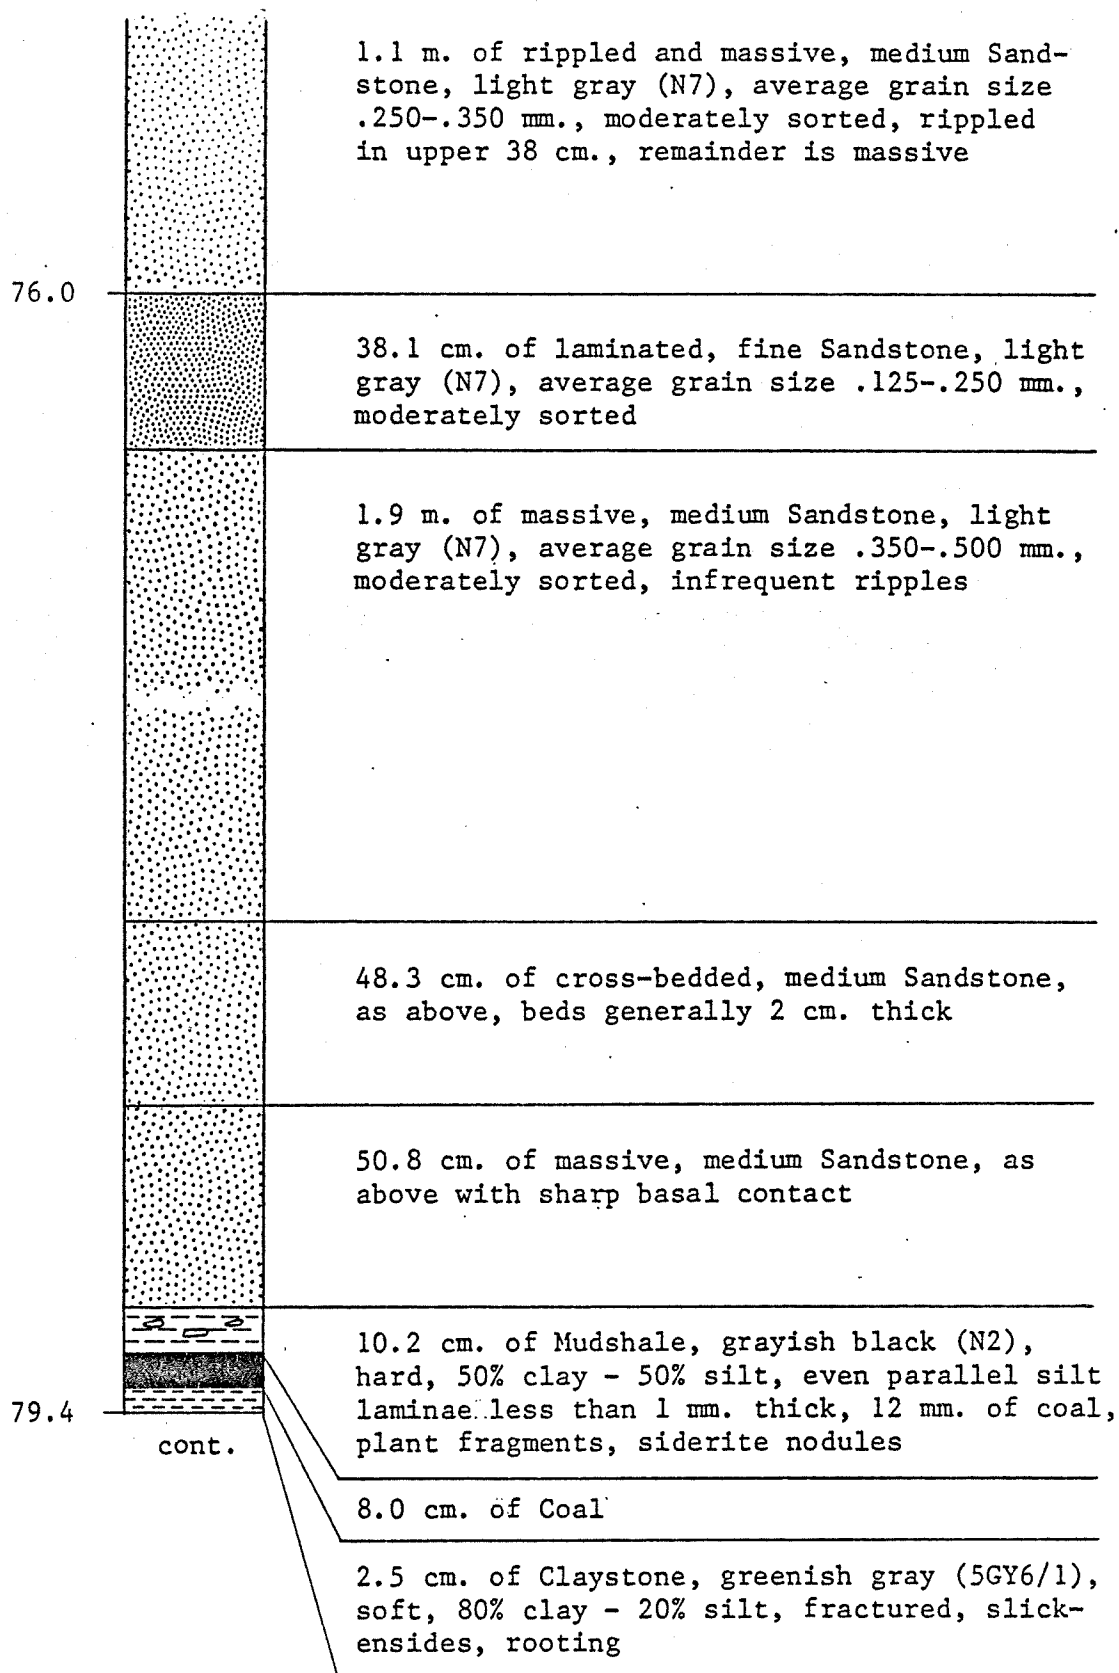 1.1 m. of rippled and massive, medium Sand-
stone, light gray (N7), average grain size
.250-.350 mm., moderately sorted, rippled
in upper 38 cm., remainder is massive
76.0
38.1 cm. of laminated, fine Sandstone, light
gray (N7), average grain size .125-.250 mm.,
moderately sorted
1.9 m. of massive, medium Sandstone, light
gray (N7), average grain size .350-.500 mm.,
moderately sorted, infrequent ripples
48.3 cm. of cross-bedded, medium Sandstone,
as above, beds generally 2 cm. thick
50.8 cm. of massive, medium Sandstone, as
above with sharp basal contact
10.2 cm. of Mudshale, grayish black (N2),
hard, 50% clay - 50% silt, even parallel silt
laminae less than 1 mm. thick, 12 mm. of coal,
plant fragments, siderite nodules
79.4
cont.
8.0 cm. of Coal
2.5 cm. of Claystone, greenish gray (5GY6/1),
soft, 80% clay - 20% silt, fractured, slick-
ensides, rooting